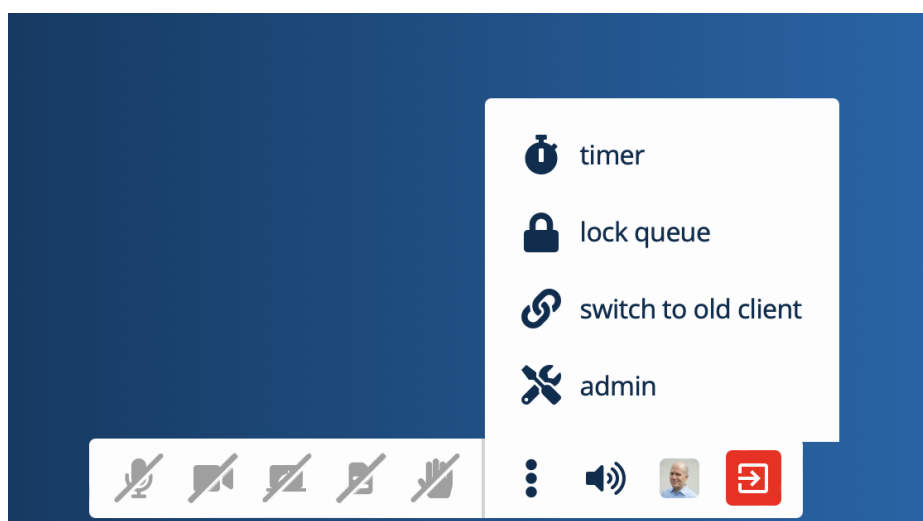 timer
lock queue
switch to old client
admin